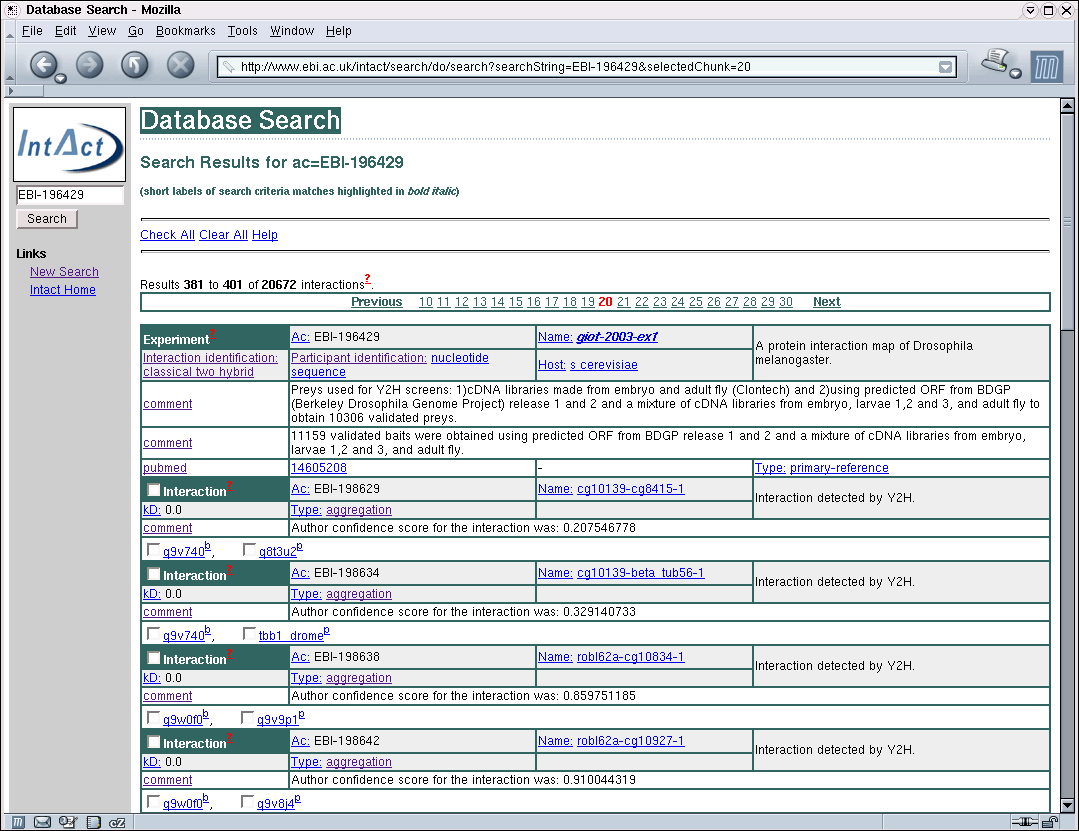 Database Search - Mozilla
File Edit View Go Bookmarks Tools Window Help
http://www.ebi.ac.uk/intact/search/do/search?searchString=EBI-196429&selectedChunk=20
IntAct
EBI-196429
Search
Links
New Search
Intact Home
Database Search
Search Results for ac=EBI-196429
(short labels of search criteria matches highlighted in bold italic)
Check All Clear All Help
Results 381 to 401 of 20672 interactions?.
Previous 10 11 12 13 14 15 16 17 18 19 20 21 22 23 24 25 26 27 28 29 30 Next
Experiment? Ac: EBI-196429 Name: giot-2003-ex1 A protein interaction map of Drosophila
melanogaster.
Interaction identification: Participant identification: nucleotide Host: s cerevisiae
classical two hybrid sequence
Preys used for Y2H screens: 1)cDNA libraries made from embryo and adult fly (Clontech) and 2)using predicted ORF from BDGP
comment (Berkeley Drosophila Genome Project) release 1 and 2 and a mixture of cDNA libraries from embryo, larvae 1,2 and 3, and adult fly to
obtain 10306 validated preys.
comment 11159 validated baits were obtained using predicted ORF from BDGP release 1 and 2 and a mixture of cDNA libraries from embryo,
larvae 1,2 and 3, and adult fly.
pubmed 14605208 - Type: primary-reference
Interaction? Ac: EBI-198629 Name: cg10139-cg8415-1 Interaction detected by Y2H.
kD: 0.0 Type: aggregation
comment Author confidence score for the interaction was: 0.207546778
q9v740b, q8t3u2p
Interaction? Ac: EBI-198634 Name: cg10139-beta_tub56-1 Interaction detected by Y2H.
kD: 0.0 Type: aggregation
comment Author confidence score for the interaction was: 0.329140733
q9v740b, tbb1_dromep
Interaction? Ac: EBI-198638 Name: robl62a-cg10834-1 Interaction detected by Y2H.
kD: 0.0 Type: aggregation
comment Author confidence score for the interaction was: 0.859751185
q9w0f0b, q9v9p1p
Interaction? Ac: EBI-198642 Name: robl62a-cg10927-1 Interaction detected by Y2H.
kD: 0.0 Type: aggregation
comment Author confidence score for the interaction was: 0.910044319
q9w0f0b, q9v8j4p